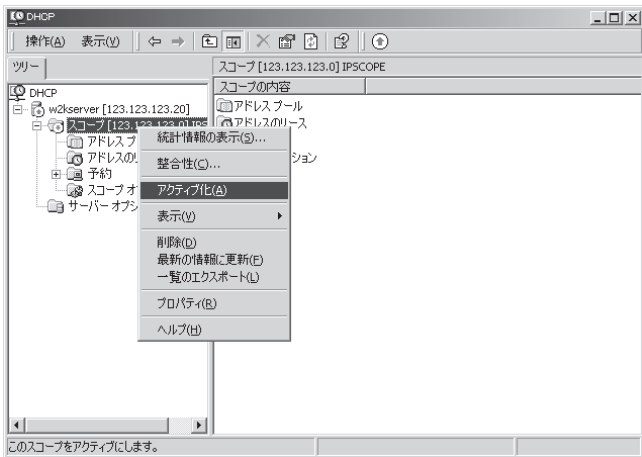 DHCP
操作(A) 表示(V)
ツリー
スコープ [123.123.123.0] IPSCOPE
DHCP
w2kserver [123.123.123.20]
スコープ [123.123.123.0] IPS
アドレス プ
アドレスのリ
予約
スコープ オ
サーバー オプシ
スコープの内容
アドレス プール
アドレスのリース
ション
統計情報の表示(S)...
整合性(C)...
アクティブ化(A)
表示(V)
削除(D)
最新の情報に更新(F)
一覧のエクスポート(L)
プロパティ(R)
ヘルプ(H)
このスコープをアクティブにします。